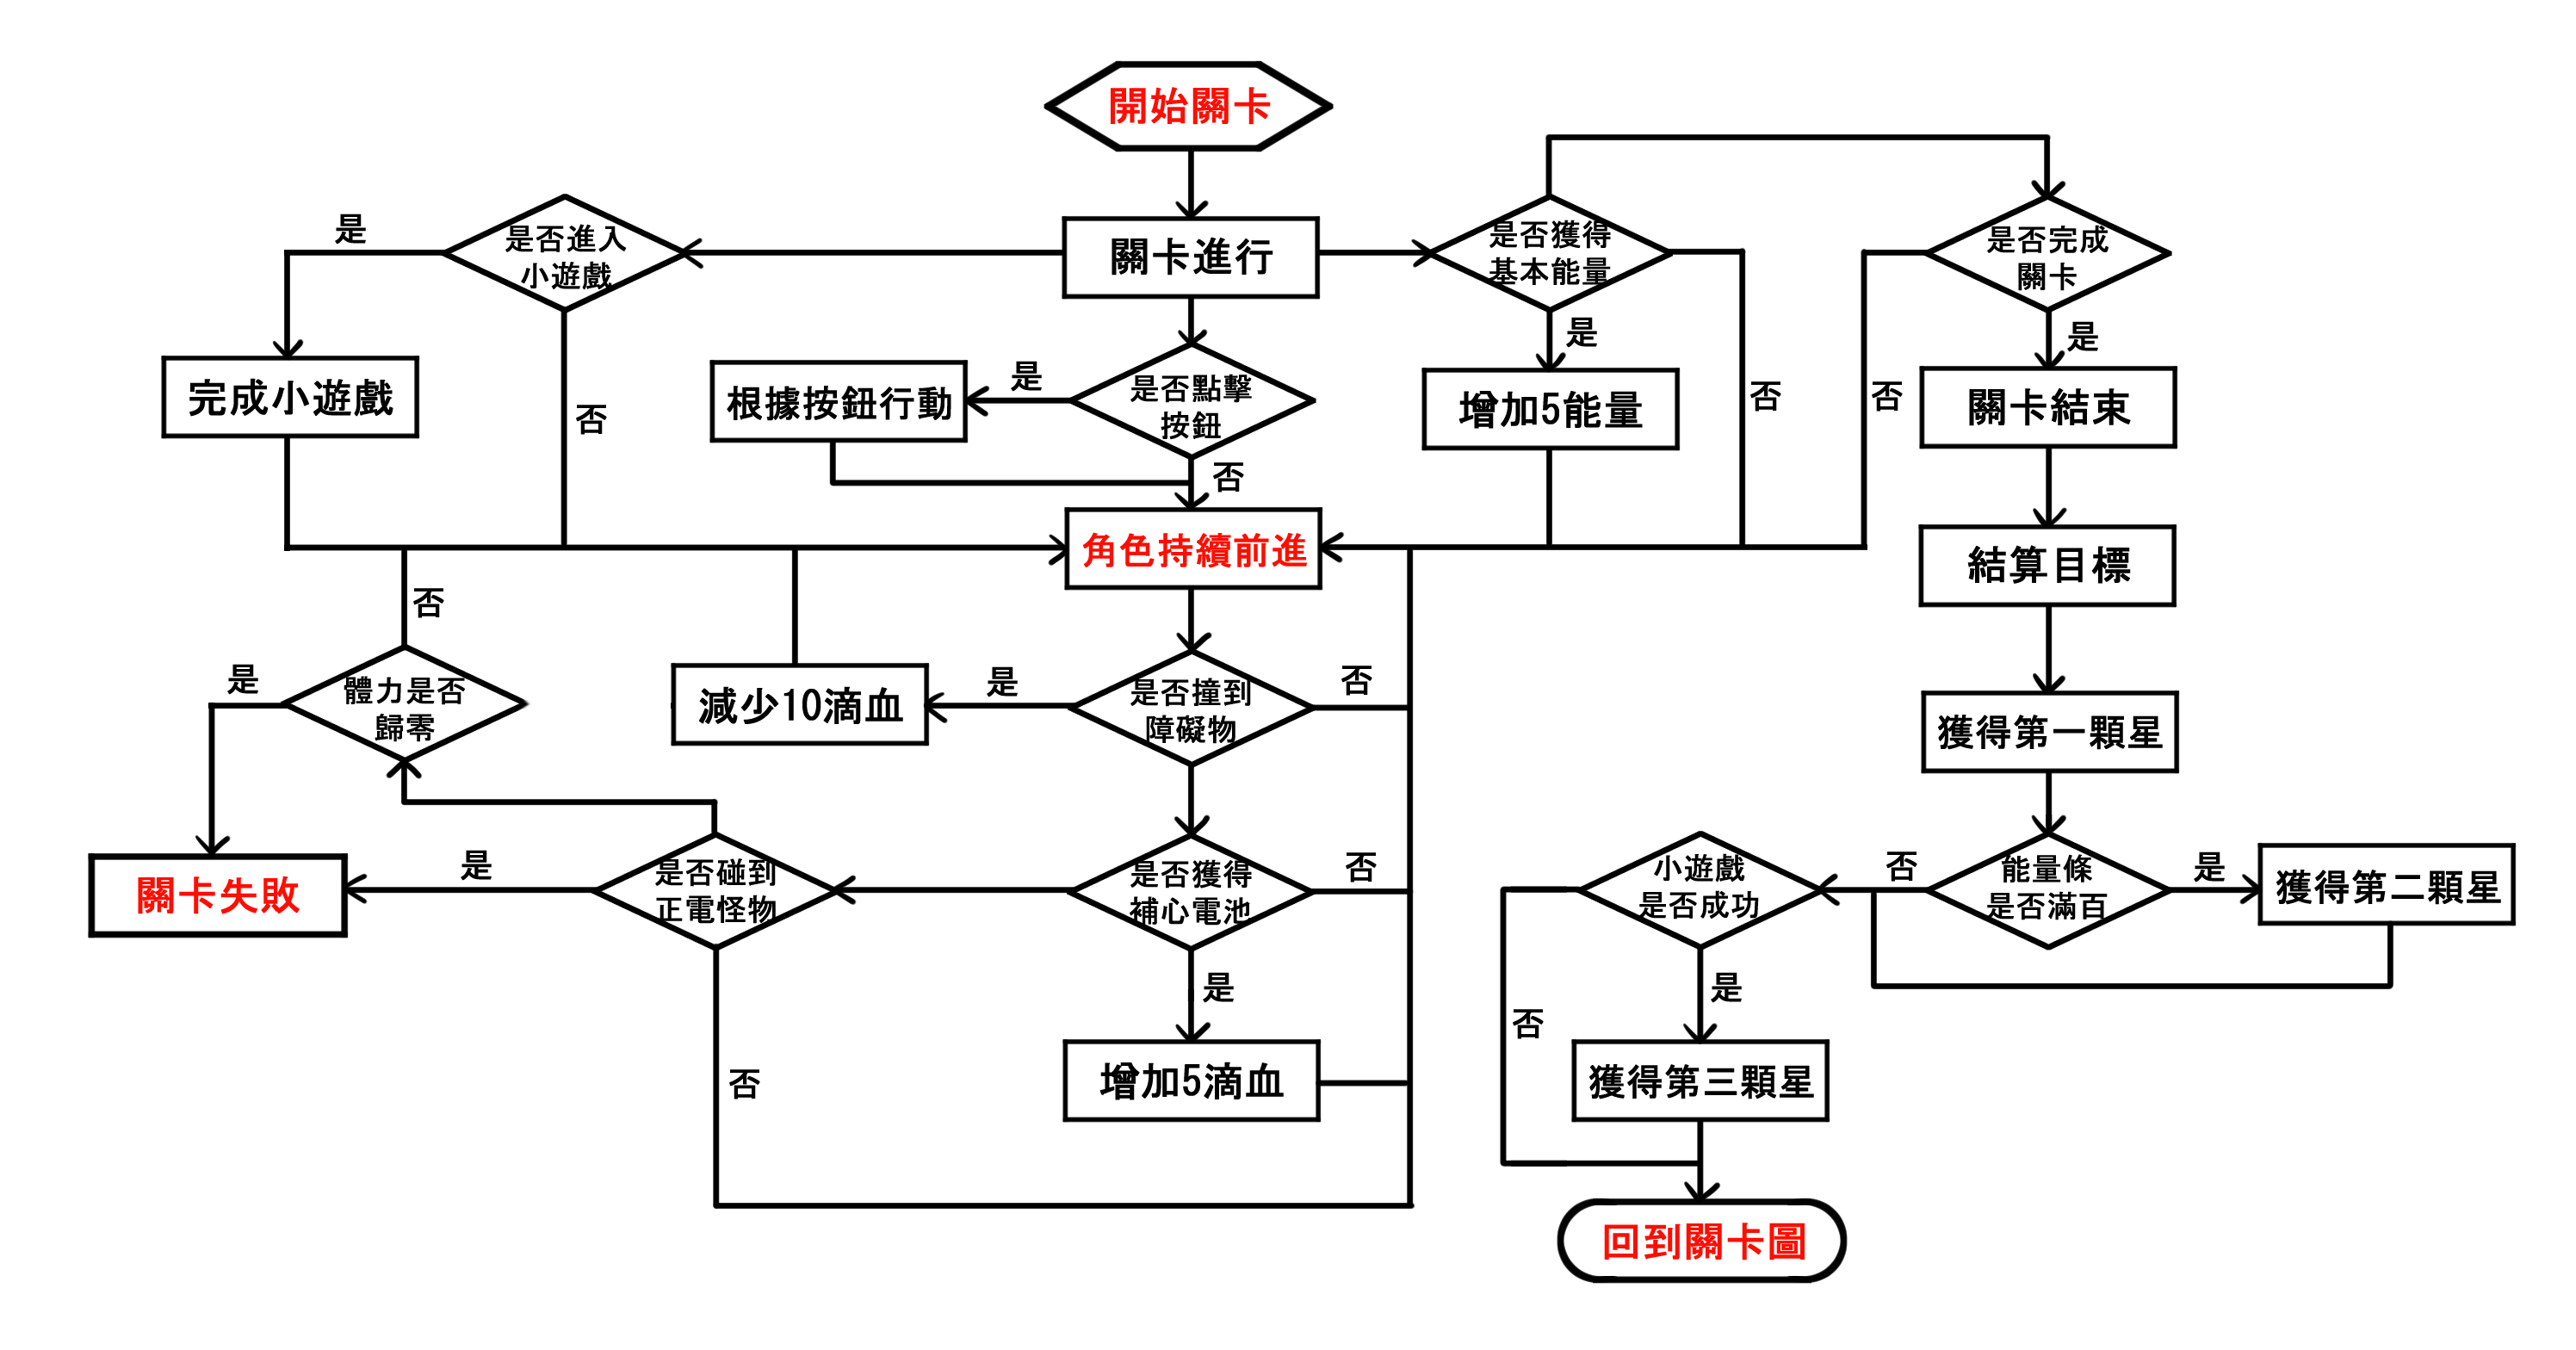 開始關卡
是
是否進入
小遊戲
關卡進行
是否獲得
基本能量
是否完成
關卡
完成小遊戲
否
根據按鈕行動
是
是否點擊
按鈕
否
是
增加5能量
否
否
是
關卡結束
角色持續前進
結算目標
否
是
體力是否
歸零
減少10滴血
是
是否撞到
障礙物
否
獲得第一顆星
關卡失敗
是
是否碰到
正電怪物
是否獲得
補心電池
否
小遊戲
是否成功
否
能量條
是否滿百
是
獲得第二顆星
否
是
增加5滴血
否
是
獲得第三顆星
回到關卡圖